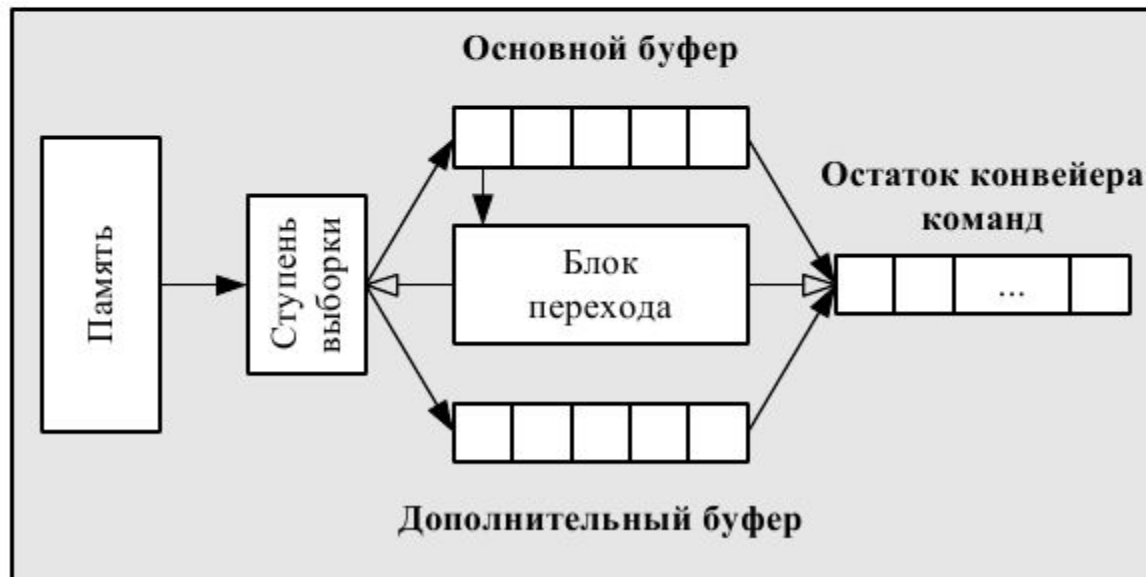 Основной буфер
Остаток конвейера
команд
Память
Ступень
выборки
Блок
перехода
...
Дополнительный буфер